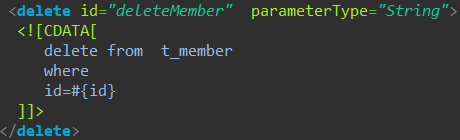 <delete id="deleteMember"  parameterType="String">
<![CDATA[
delete from  t_member
where
id=#{id}
]]>
</delete>